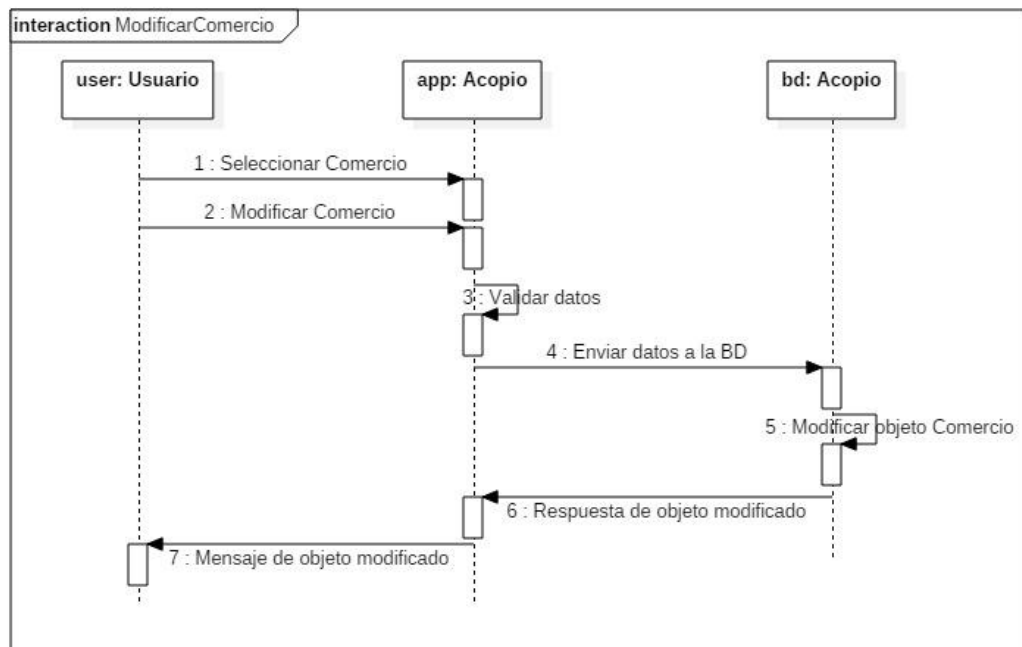 interaction ModificarComercio
user: Usuario
app: Acopio
bd: Acopio
1 : Seleccionar Comercio
2 : Modificar Comercio
3 : Validar datos
4 : Enviar datos a la BD
5 : Modificar objeto Comercio
6 : Respuesta de objeto modificado
7 : Mensaje de objeto modificado